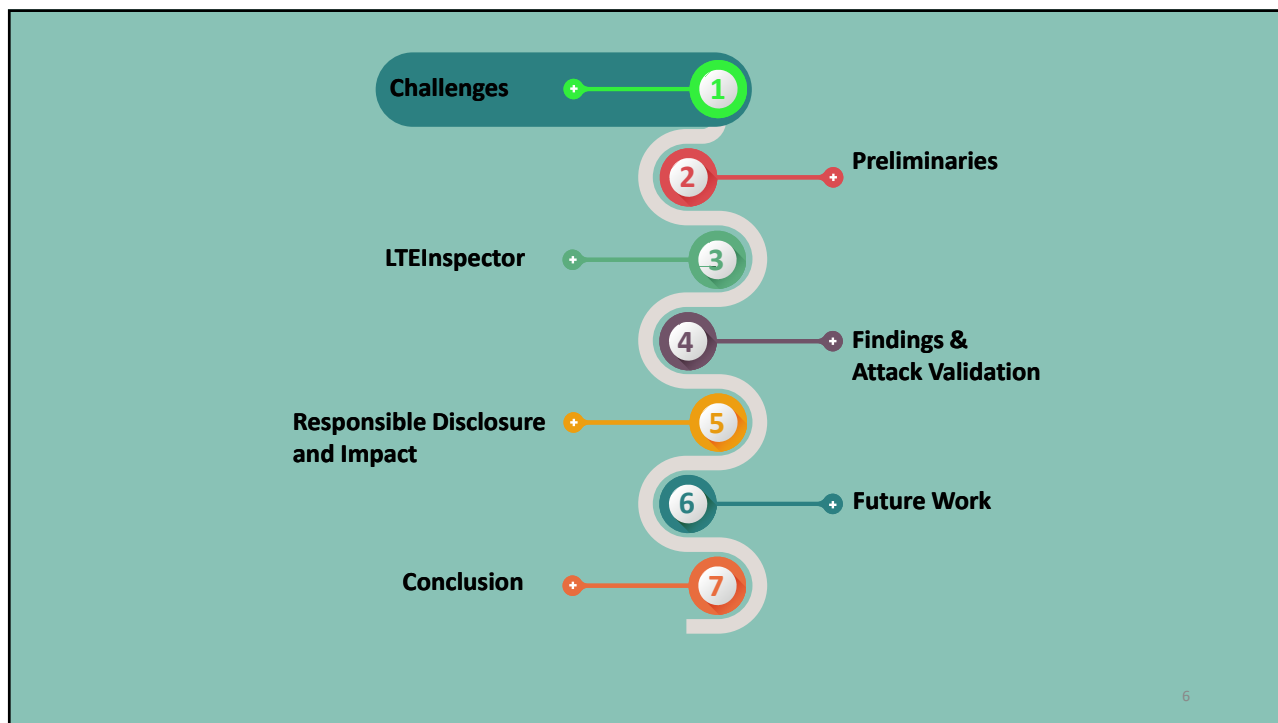 Challenges
1
2
Preliminaries
LTEInspector
3
4
Findings &
Attack Validation
Responsible Disclosure
and Impact
5
6
Future Work
Conclusion
7
6